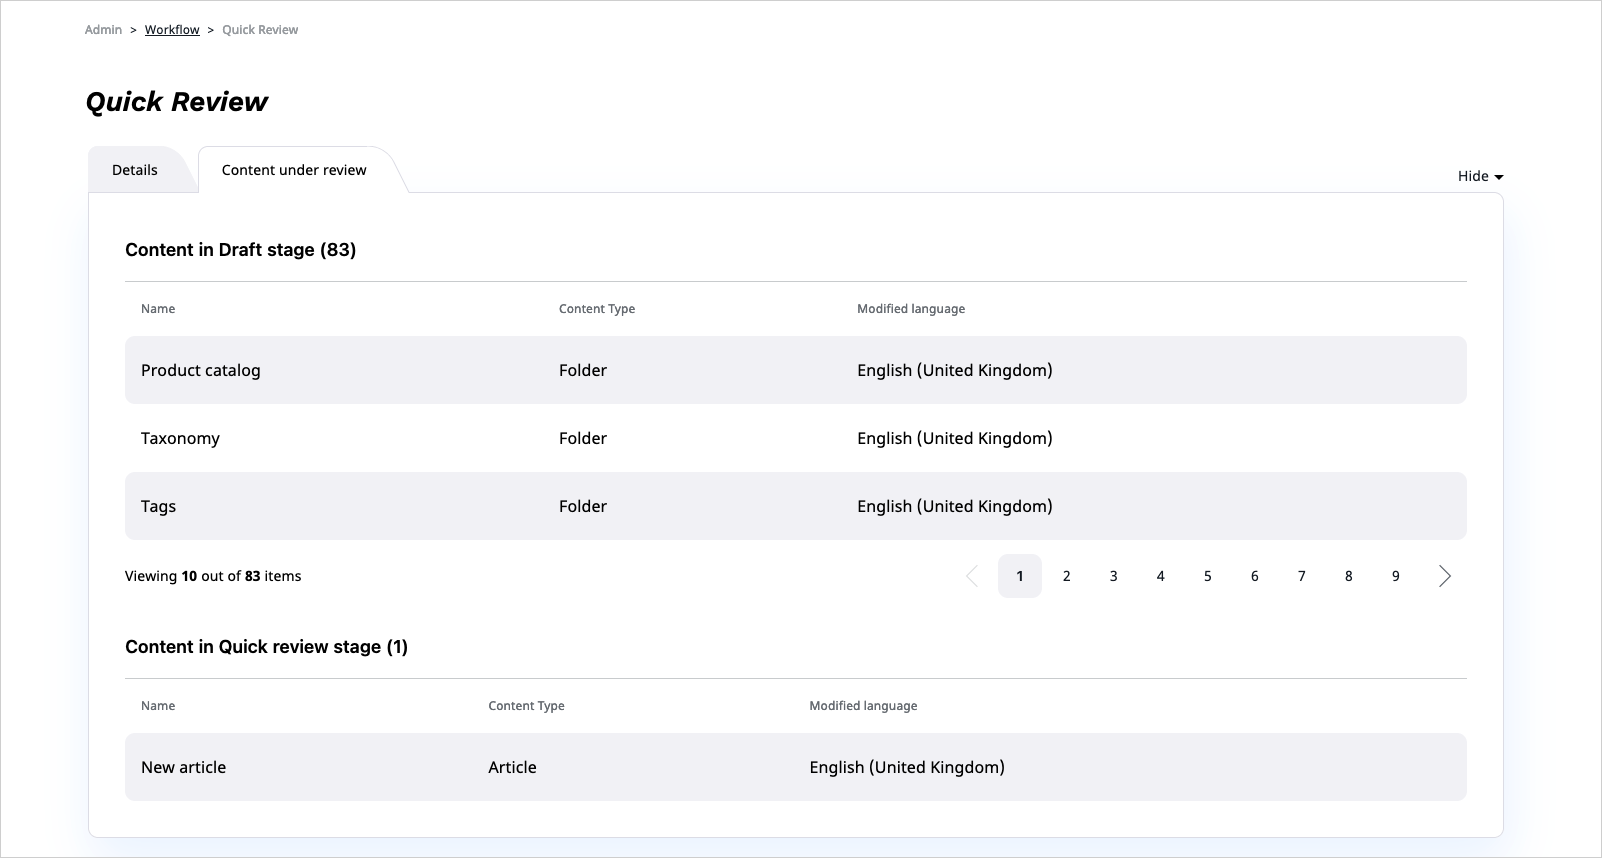 Admin > Workflow > Quick Review
Quick Review
Details
Content under review
Hide
Content in Draft stage (83)
Name Content Type Modified language
Product catalog Folder English (United Kingdom)
Taxonomy Folder English (United Kingdom)
Tags Folder English (United Kingdom)
Viewing 10 out of 83 items
1 2 3 4 5 6 7 8 9
Content in Quick review stage (1)
Name Content Type Modified language
New article Article English (United Kingdom)